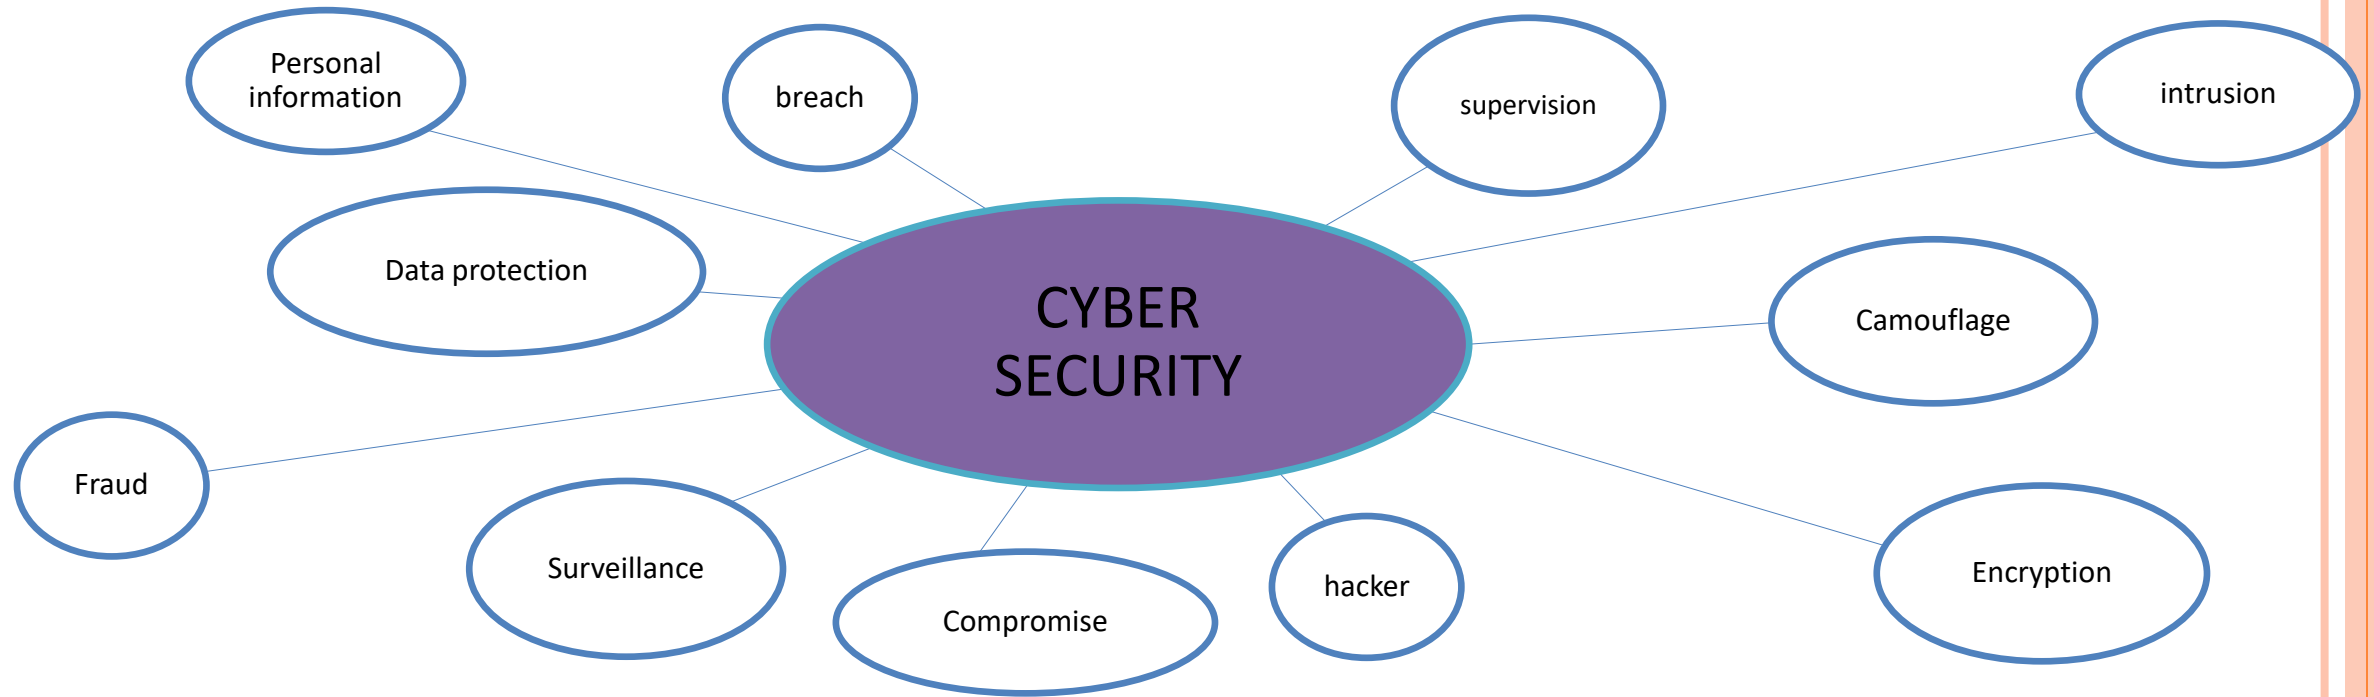 Personal
information
breach
supervision
intrusion
Data protection
CYBER
SECURITY
Camouflage
Fraud
Surveillance
Compromise
hacker
Encryption